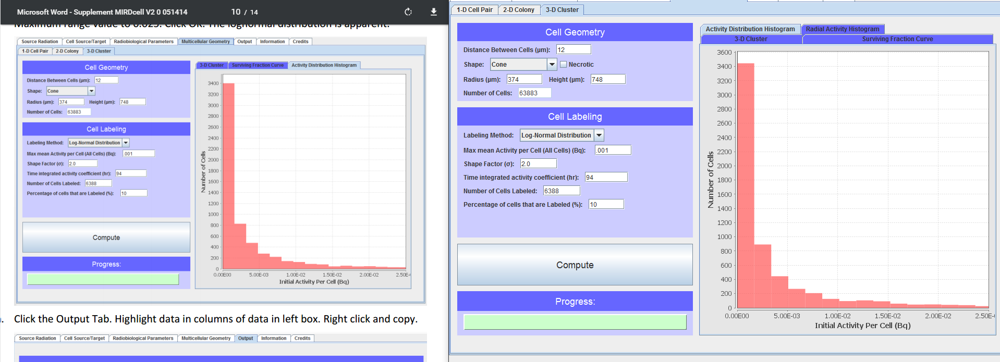 Microsoft Word - Supplement MIRDcell V2 0 051414
10 / 14
Maximum range value to 0.025. Click OK. The lognormal distribution is apparent.
Source Radiation Cell Source/Target Radiobiological Parameters Multicellular Geometry Output Information Credits
1-D Cell Pair 2-D Colony 3-D Cluster
Cell Geometry
Distance Between Cells (µm): 12
Shape: Cone
Radius (µm): 374 Height (µm): 748
Number of Cells: 63883
Cell Labeling
Labeling Method: Log-Normal Distribution
Max mean Activity per Cell (All Cells) (Bq): .001
Shape Factor (σ): 2.0
Time integrated activity coefficient (hr): 94
Number of Cells Labeled: 6388
Percentage of cells that are Labeled (%): 10
Compute
Progress:
3-D Cluster Surviving Fraction Curve Activity Distribution Histogram
Number of Cells
3400
3200
3000
2800
2600
2400
2200
2000
1800
1600
1400
1200
1000
800
600
400
200
0
0.00E00 5.00E-03 1.00E-02 1.50E-02 2.00E-02 2.50E-
Initial Activity Per Cell (Bq)
. Click the Output Tab. Highlight data in columns of data in left box. Right click and copy.
Source Radiation Cell Source/Target Radiobiological Parameters Multicellular Geometry Output Information Credits
1-D Cell Pair 2-D Colony 3-D Cluster
Cell Geometry
Distance Between Cells (µm): 12
Shape: Cone Necrotic
Radius (µm): 374 Height (µm): 748
Number of Cells: 63883
Cell Labeling
Labeling Method: Log-Normal Distribution
Max mean Activity per Cell (All Cells) (Bq): .001
Shape Factor (σ): 2.0
Time integrated activity coefficient (hr): 94
Number of Cells Labeled: 6388
Percentage of cells that are Labeled (%): 10
Compute
Progress:
Activity Distribution Histogram Radial Activity Histogram
3-D Cluster Surviving Fraction Curve
Number of Cells
3600
3400
3200
3000
2800
2600
2400
2200
2000
1800
1600
1400
1200
1000
800
600
400
200
0
0.00E00 5.00E-03 1.00E-02 1.50E-02 2.00E-02 2.50E-
Initial Activity Per Cell (Bq)